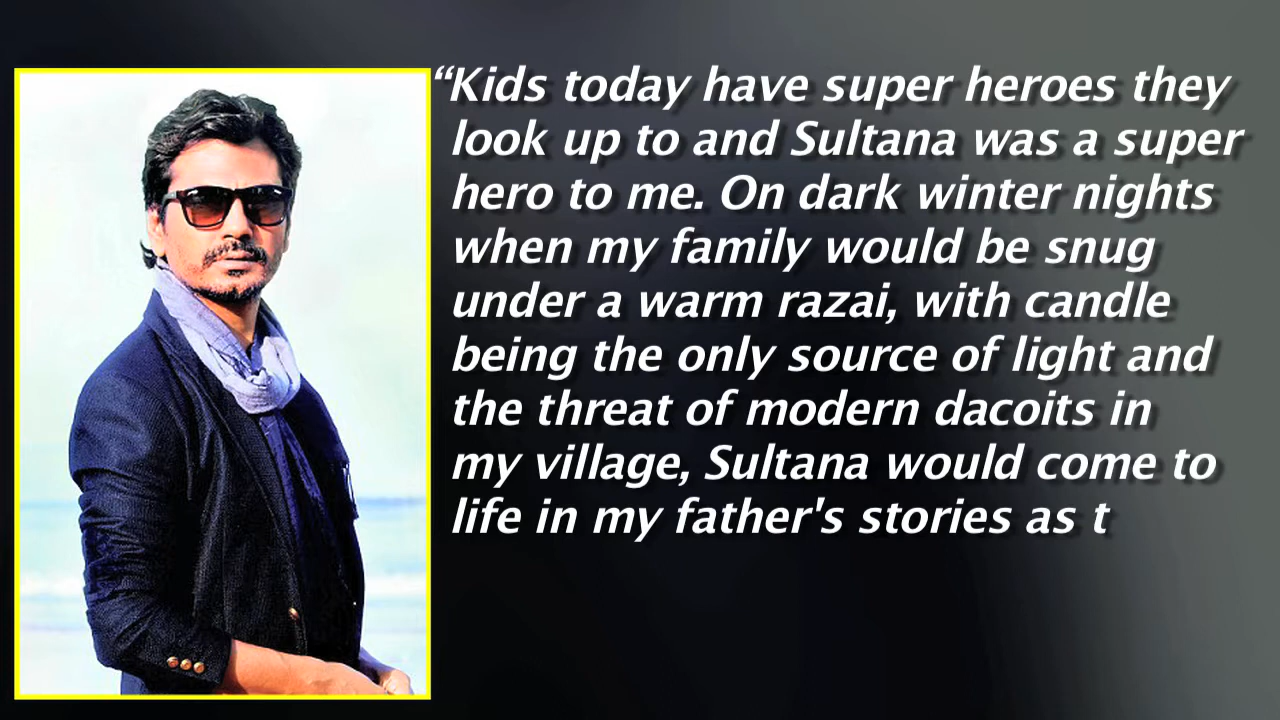 “Kids today have super heroes they
look up to and Sultana was a super
hero to me. On dark winter nights
when my family would be snug
under a warm razai, with candle
being the only source of light and
the threat of modern dacoits in
my village, Sultana would come to
life in my father's stories as t